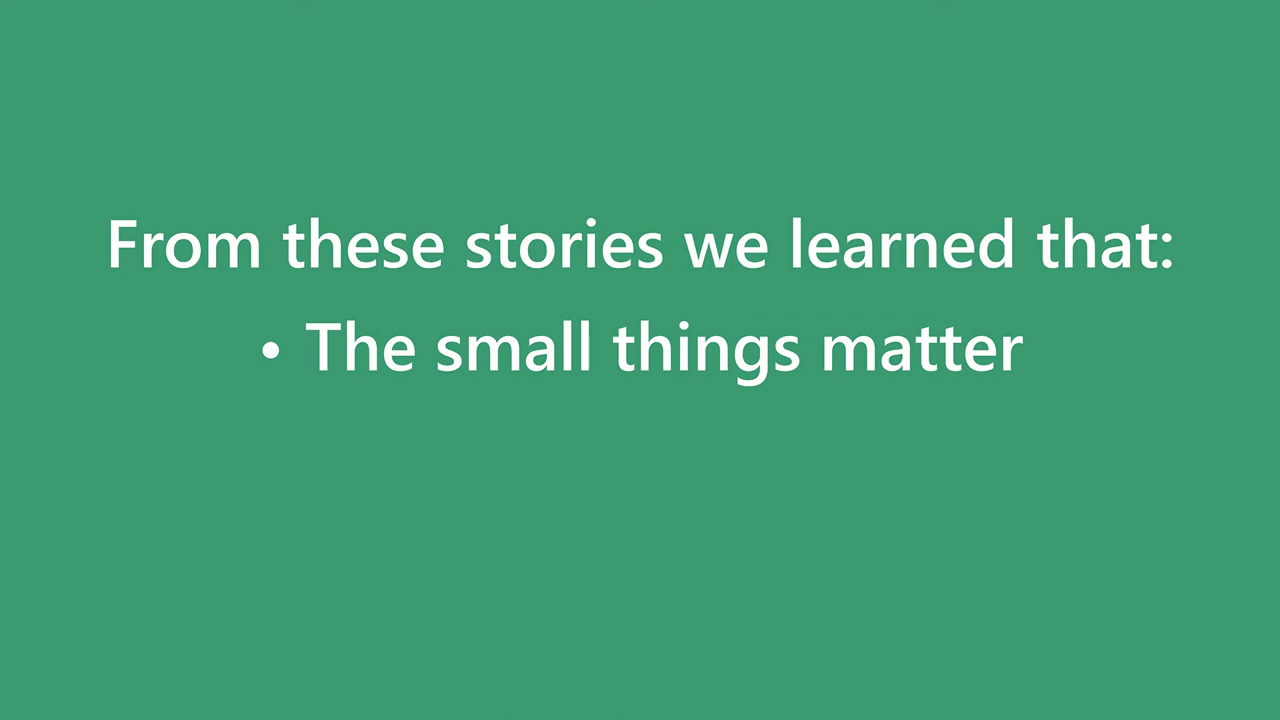 From these stories we learned that:
• The small things matter